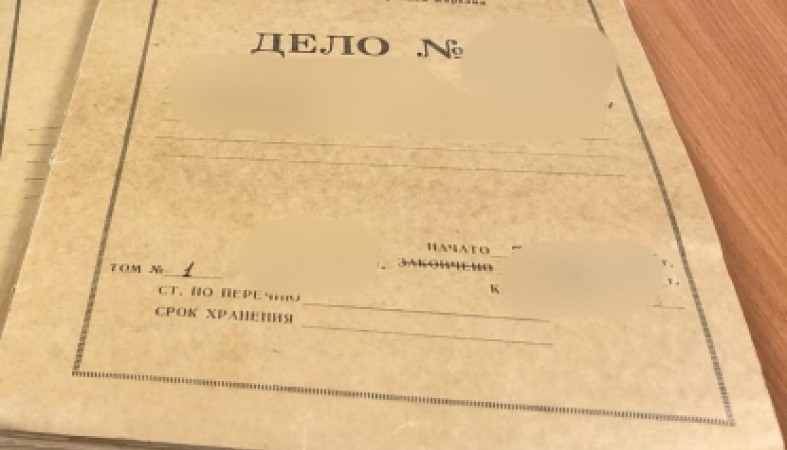 ДЕЛО №
НАЧАТО
ТОМ № 1
ЗАКОНЧЕНО г.
г.
К
СТ. ПО ПЕРЕЧНЮ
СРОК ХРАНЕНИЯ